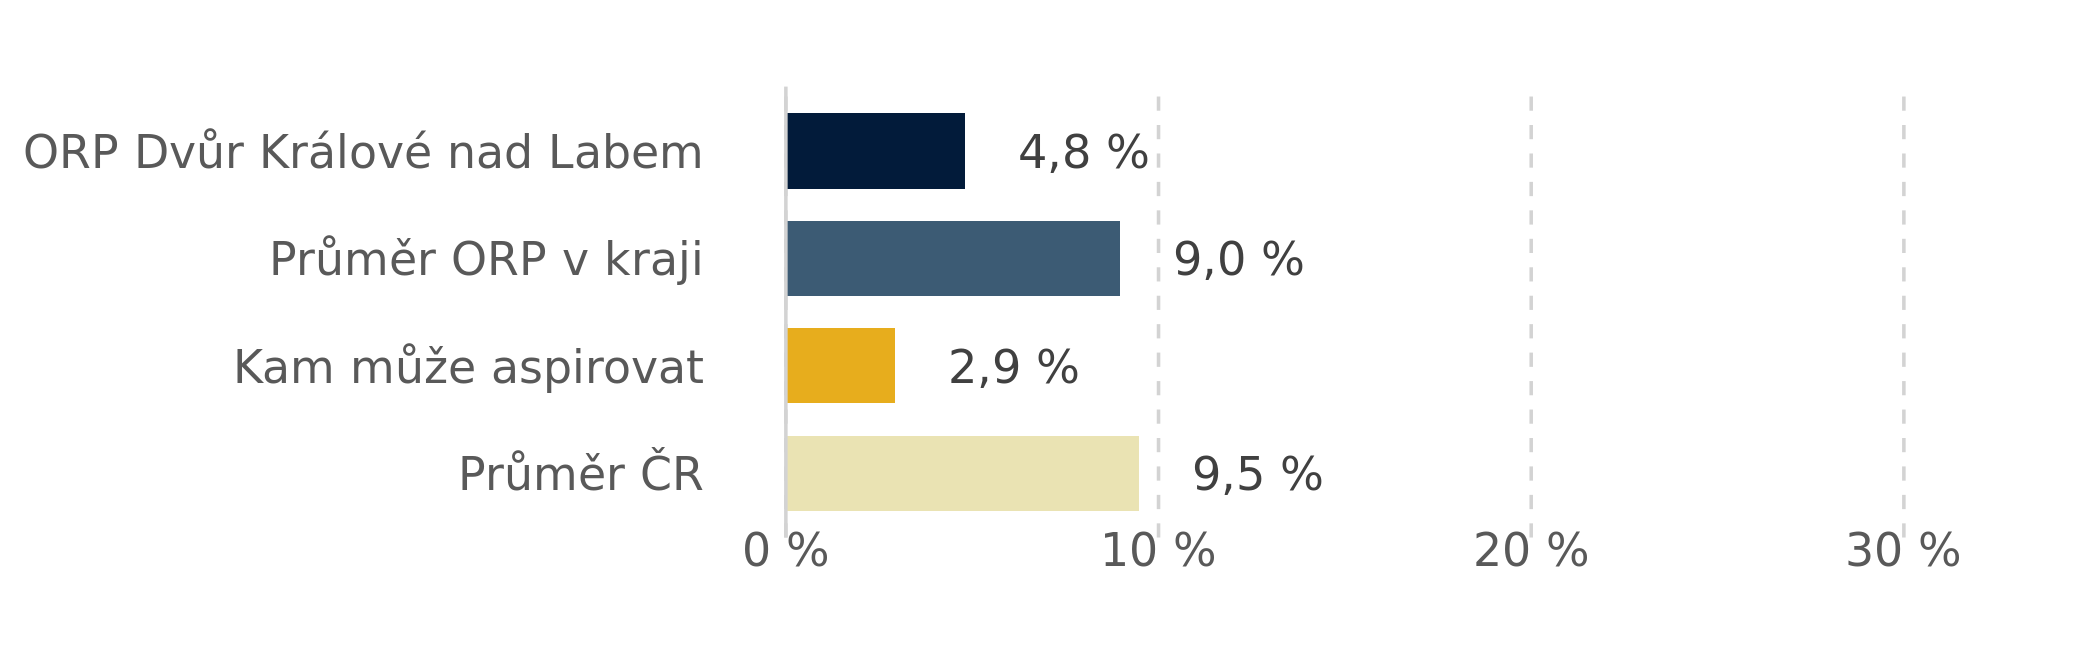 ORP Dvůr Králové nad Labem 4,8 %
Průměr ORP v kraji 9,0 %
Kam může aspirovat 2,9 %
Průměr ČR 9,5 %
0 % 10 % 20 % 30 %